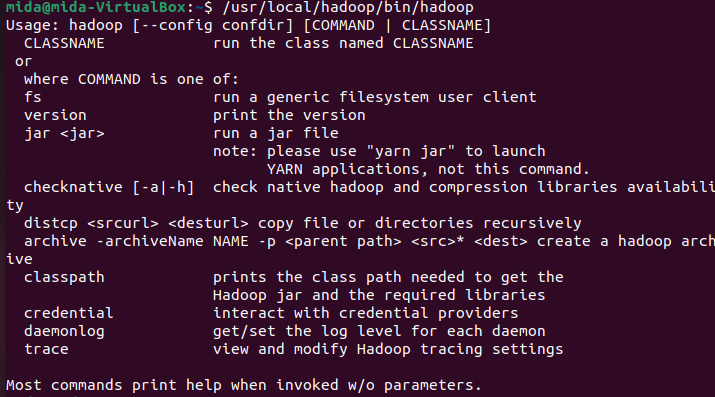 mida@mida-VirtualBox:~$ /usr/local/hadoop/bin/hadoop
Usage: hadoop [--config confdir] [COMMAND | CLASSNAME]
  CLASSNAME            run the class named CLASSNAME
 or
  where COMMAND is one of:
  fs                   run a generic filesystem user client
  version              print the version
  jar <jar>            run a jar file
                       note: please use "yarn jar" to launch
                             YARN applications, not this command.
  checknative [-a|-h]  check native hadoop and compression libraries availabili
ty
  distcp <srcurl> <desturl> copy file or directories recursively
  archive -archiveName NAME -p <parent path> <src>* <dest> create a hadoop arch
ive
  classpath            prints the class path needed to get the
                       Hadoop jar and the required libraries
  credential           interact with credential providers
  daemonlog            get/set the log level for each daemon
  trace                view and modify Hadoop tracing settings

Most commands print help when invoked w/o parameters.